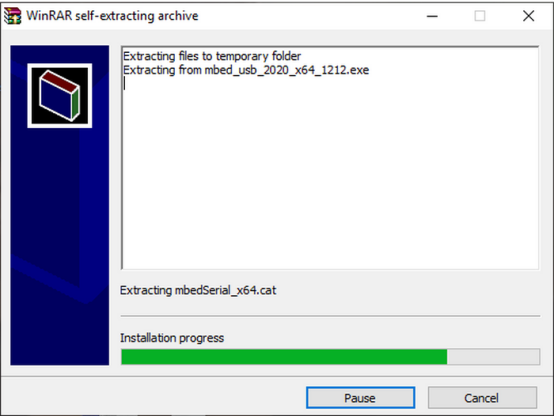 WinRAR self-extracting archive
Extracting files to temporary folder
Extracting from mbed_usb_2020_x64_1212.exe
Extracting mbedSerial_x64.cat
Installation progress
Pause
Cancel